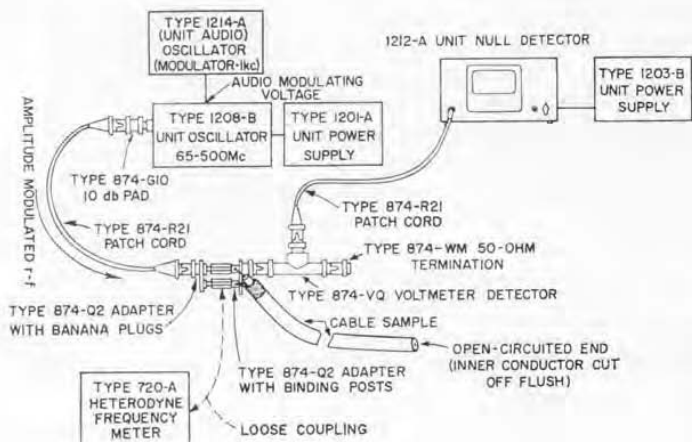 TYPE 1214-A
(UNIT AUDIO)
OSCILLATOR
(MODULATOR-1kc)
1212-A UNIT NULL DETECTOR
TYPE 1203-B
UNIT POWER
SUPPLY
AUDIO MODULATING
VOLTAGE
TYPE 1208-B
UNIT OSCILLATOR
65-500Mc
TYPE 1201-A
UNIT POWER
SUPPLY
AMPLITUDE MODULATED r-f
TYPE 874-G10
10 db PAD
TYPE 874-R21
PATCH CORD
TYPE 874-R21
PATCH CORD
TYPE 874-WM 50-OHM
TERMINATION
TYPE 874-VQ VOLTMETER DETECTOR
TYPE 874-Q2 ADAPTER
WITH BANANA PLUGS
CABLE SAMPLE
TYPE 874-Q2 ADAPTER
WITH BINDING POSTS
OPEN-CIRCUITED END
(INNER CONDUCTOR CUT
OFF FLUSH)
TYPE 720-A
HETERODYNE
FREQUENCY
METER
LOOSE COUPLING